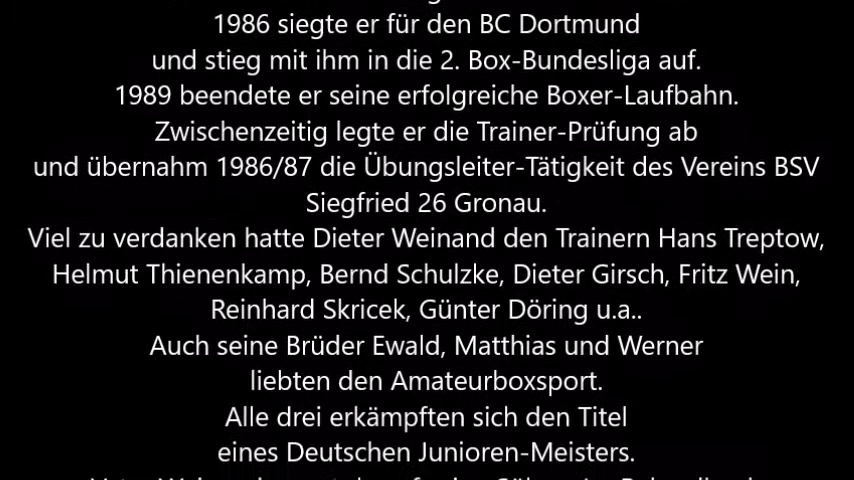 1986 siegte er für den BC Dortmund
und stieg mit ihm in die 2. Box-Bundesliga auf.
1989 beendete er seine erfolgreiche Boxer-Laufbahn.
Zwischenzeitig legte er die Trainer-Prüfung ab
und übernahm 1986/87 die Übungsleiter-Tätigkeit des Vereins BSV
Siegfried 26 Gronau.
Viel zu verdanken hatte Dieter Weinand den Trainern Hans Treptow,
Helmut Thienenkamp, Bernd Schulzke, Dieter Girsch, Fritz Wein,
Reinhard Skricek, Günter Döring u.a..
Auch seine Brüder Ewald, Matthias und Werner
liebten den Amateurboxsport.
Alle drei erkämpften sich den Titel
eines Deutschen Junioren-Meisters.